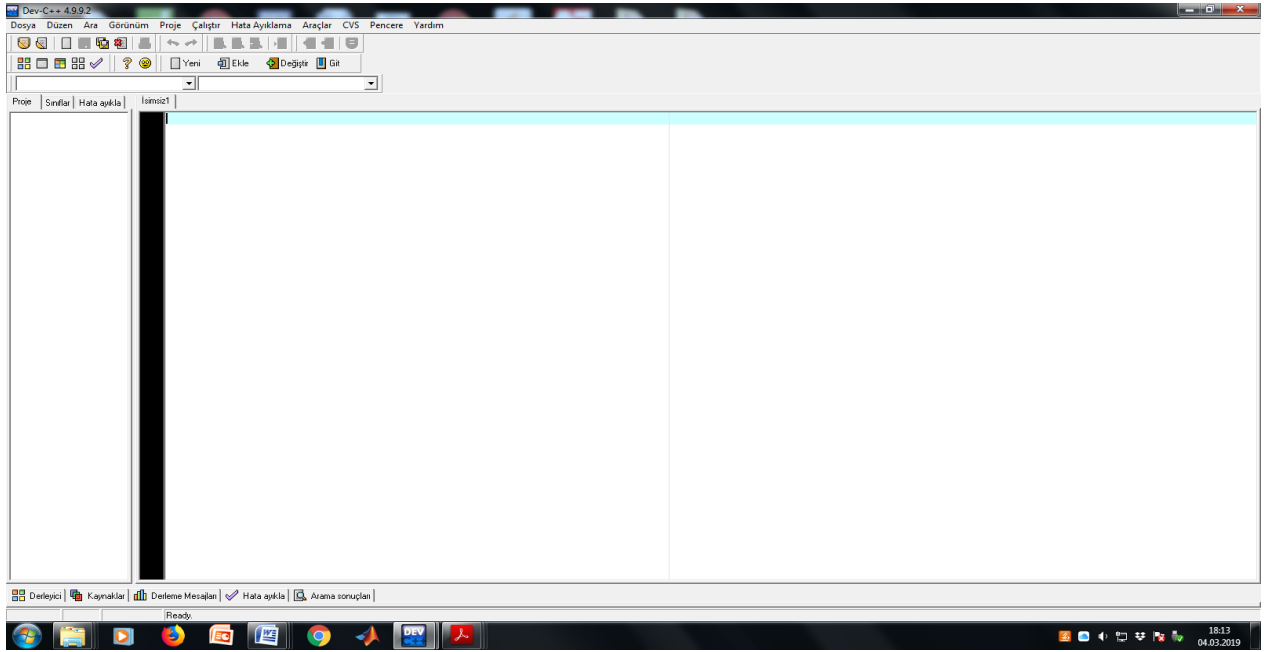 Dev-C++ 4.9.9.2
Dosya Düzen Ara Görünüm Proje Çalıştır Hata Ayıklama Araçlar CVS Pencere Yardım
Yeni Ekle Değiştir Git
Proje Sınıflar Hata ayıkla İsimsiz1
Derleyici Kaynaklar Derleme Mesajları Hata ayıkla Arama sonuçları
Ready.
DEV C++
18:13
04.03.2019